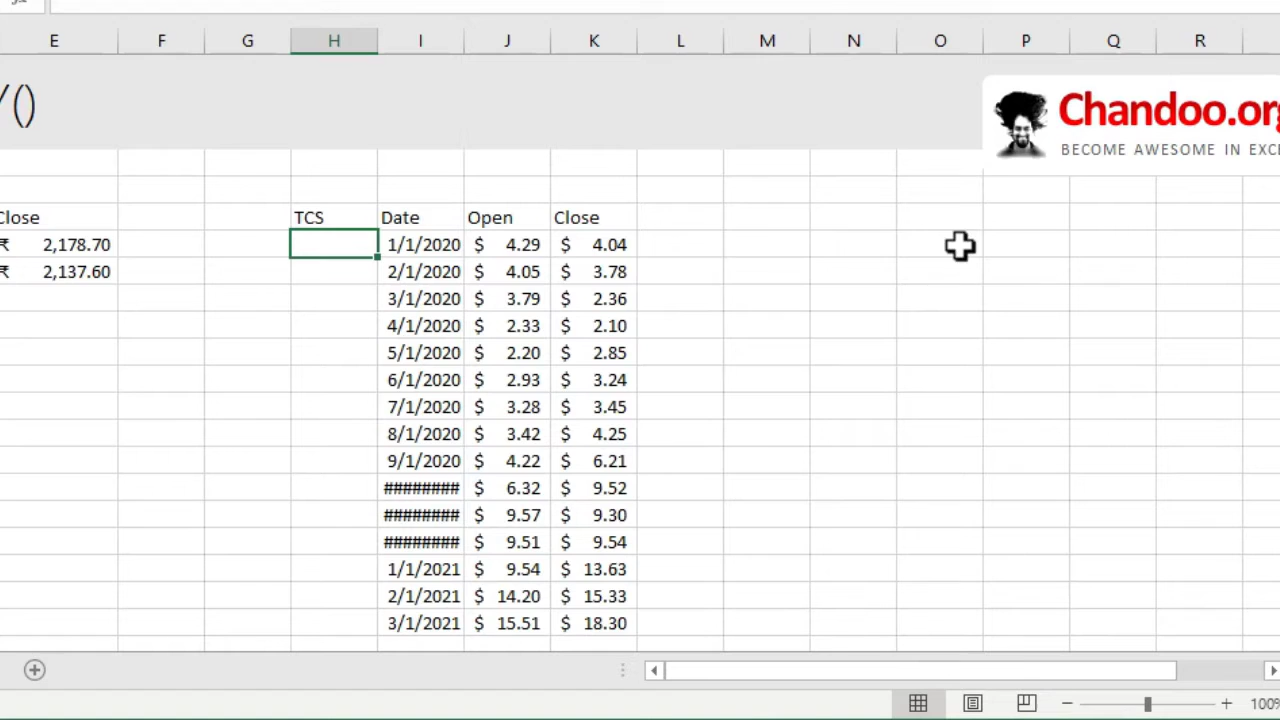 E F G H I J K L M N O P Q R
/()
Chandoo.org
BECOME AWESOME IN EXC
Close TCS Date Open Close
₹ 2,178.70 1/1/2020 $ 4.29 $ 4.04
₹ 2,137.60 2/1/2020 $ 4.05 $ 3.78
3/1/2020 $ 3.79 $ 2.36
4/1/2020 $ 2.33 $ 2.10
5/1/2020 $ 2.20 $ 2.85
6/1/2020 $ 2.93 $ 3.24
7/1/2020 $ 3.28 $ 3.45
8/1/2020 $ 3.42 $ 4.25
9/1/2020 $ 4.22 $ 6.21
######## $ 6.32 $ 9.52
######## $ 9.57 $ 9.30
######## $ 9.51 $ 9.54
1/1/2021 $ 9.54 $ 13.63
2/1/2021 $ 14.20 $ 15.33
3/1/2021 $ 15.51 $ 18.30
100%